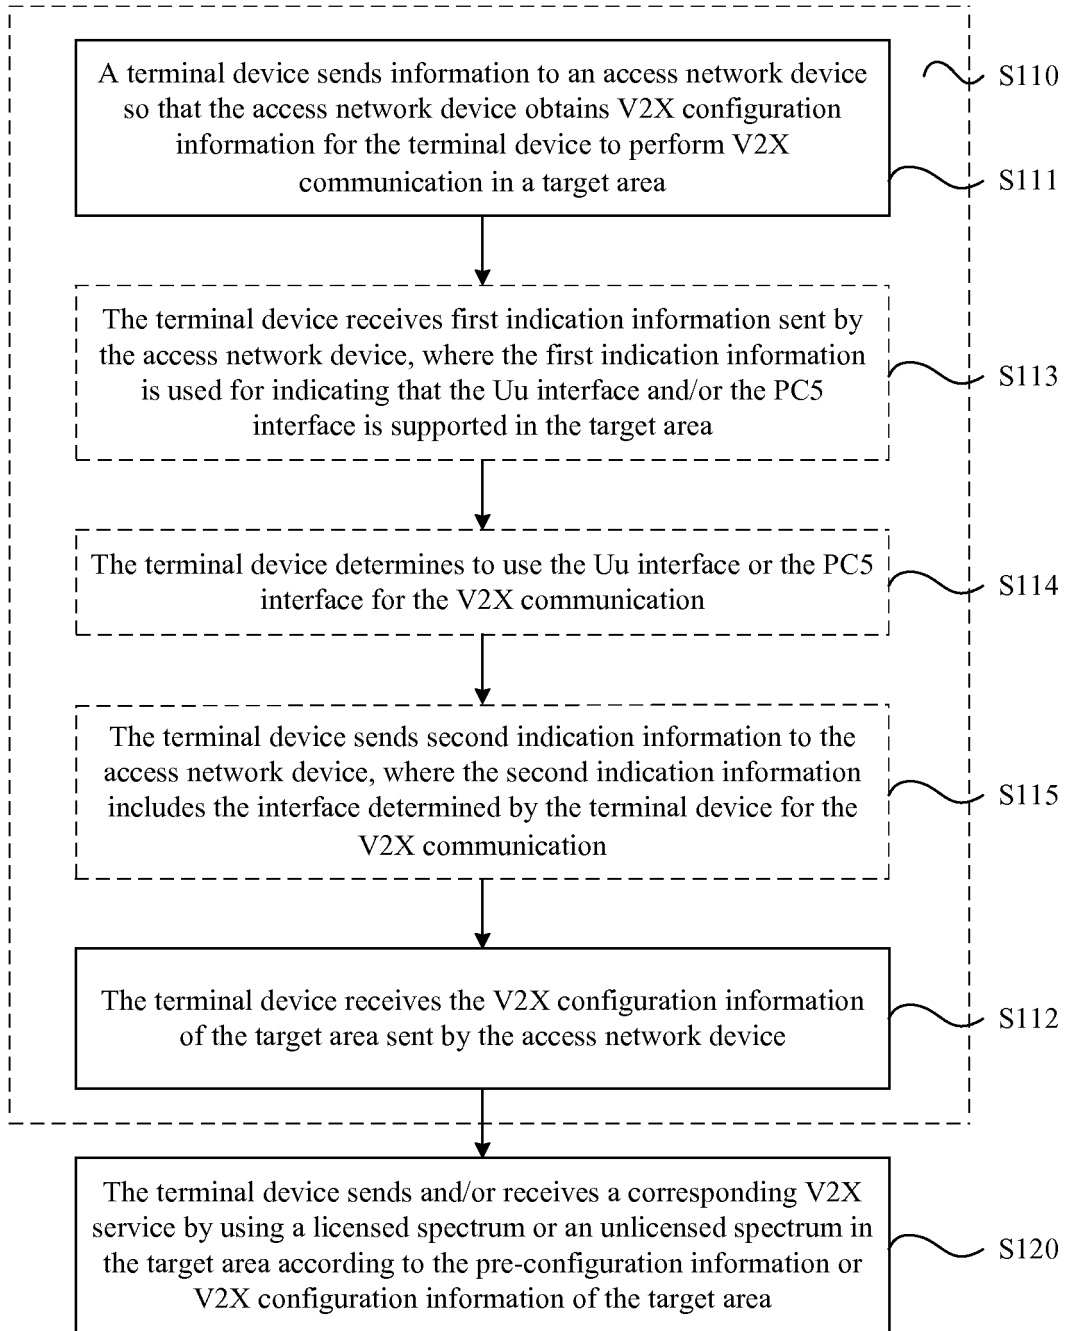 A terminal device sends information to an access network device
so that the access network device obtains V2X configuration
information for the terminal device to perform V2X
communication in a target area
S110
S111
The terminal device receives first indication information sent by
the access network device, where the first indication information
is used for indicating that the Uu interface and/or the PC5
interface is supported in the target area
S113
The terminal device determines to use the Uu interface or the PC5
interface for the V2X communication
S114
The terminal device sends second indication information to the
access network device, where the second indication information
includes the interface determined by the terminal device for the
V2X communication
S115
The terminal device receives the V2X configuration information
of the target area sent by the access network device
S112
The terminal device sends and/or receives a corresponding V2X
service by using a licensed spectrum or an unlicensed spectrum in
the target area according to the pre-configuration information or
V2X configuration information of the target area
S120